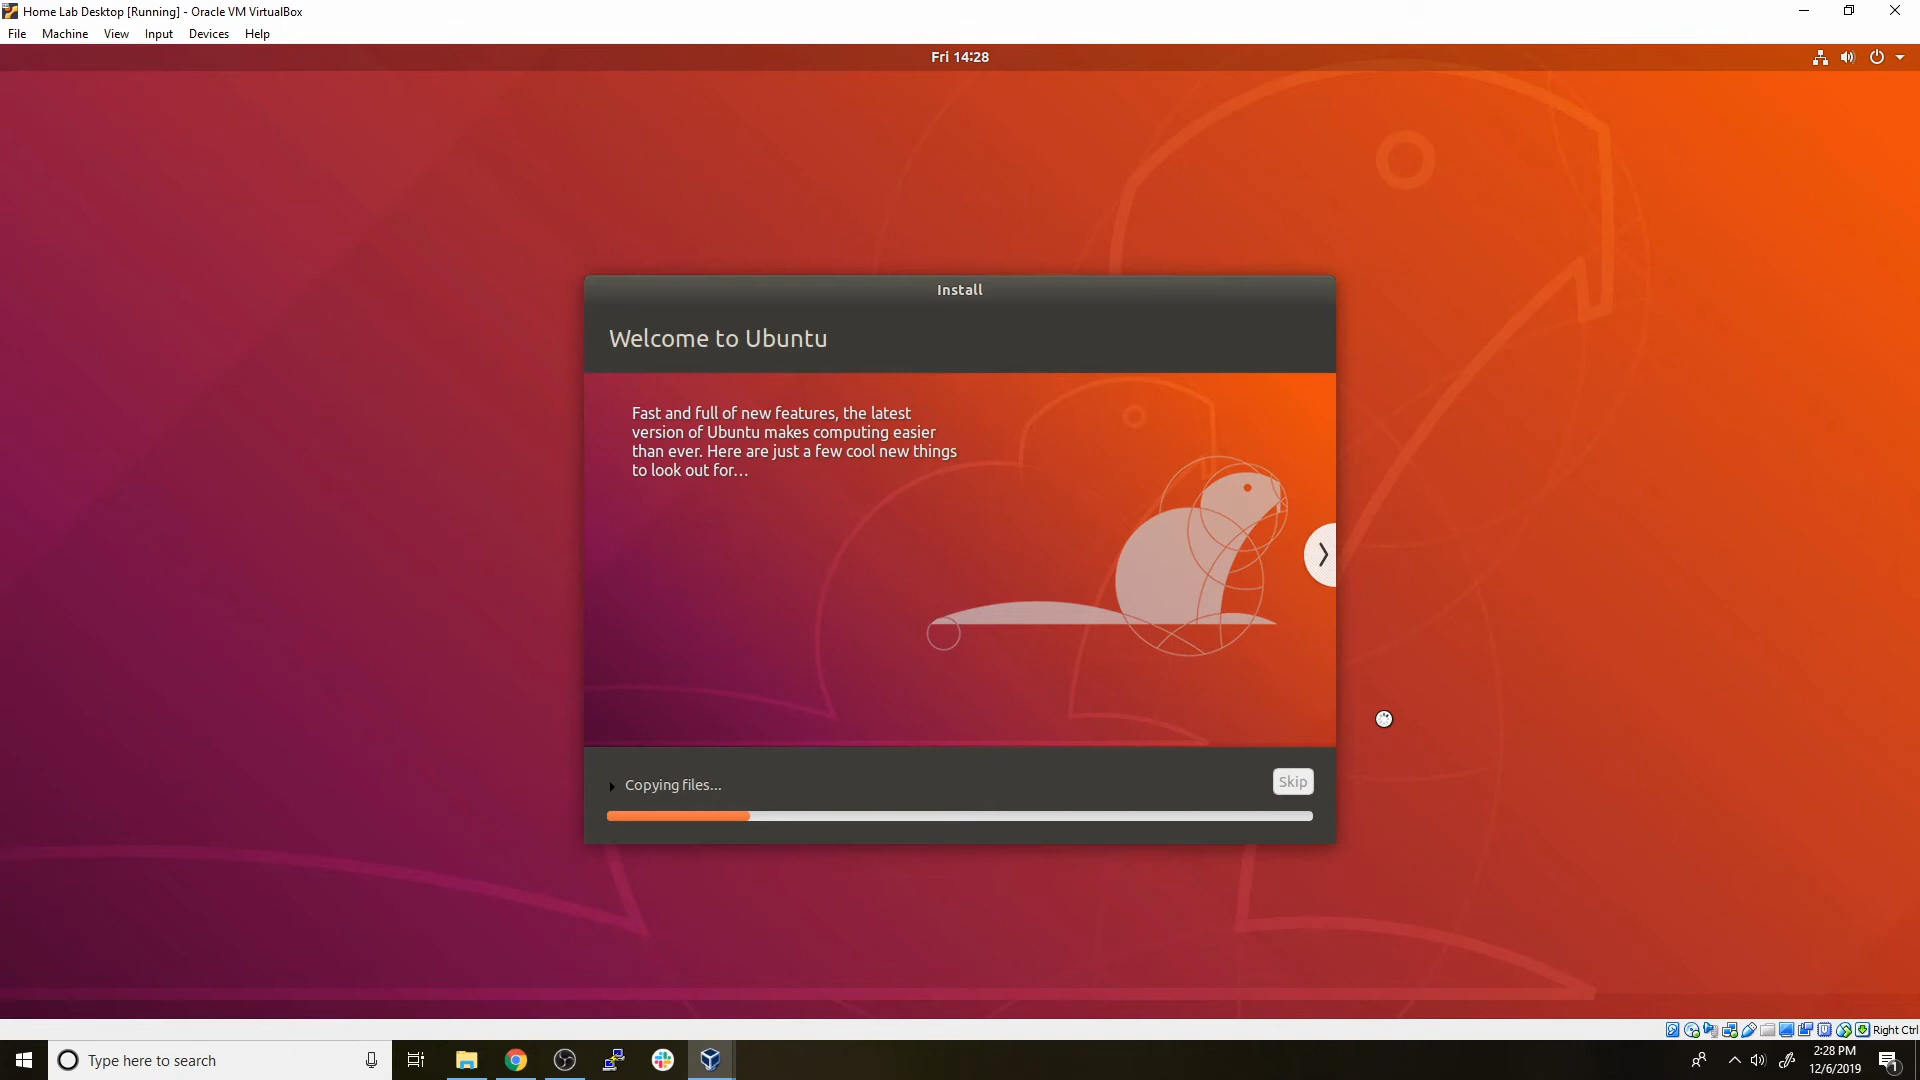 Home Lab Desktop [Running] - Oracle VM VirtualBox
File Machine View Input Devices Help
Fri 14:28
Install
Welcome to Ubuntu
Fast and full of new features, the latest
version of Ubuntu makes computing easier
than ever. Here are just a few cool new things
to look out for…
Copying files...
Skip
Right Ctrl
Type here to search
2:28 PM
12/6/2019
1